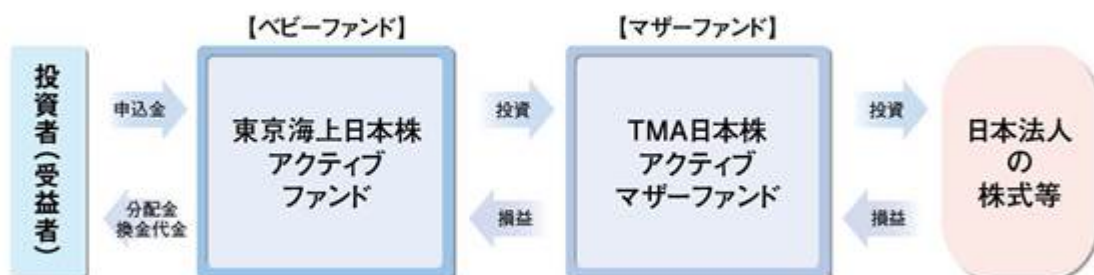 【ベビーファンド】
【マザーファンド】
投資者(受益者)
申込金
分配金
換金代金
東京海上日本株
アクティブ
ファンド
投資
損益
TMA日本株
アクティブ
マザーファンド
投資
損益
日本法人
の
株式等